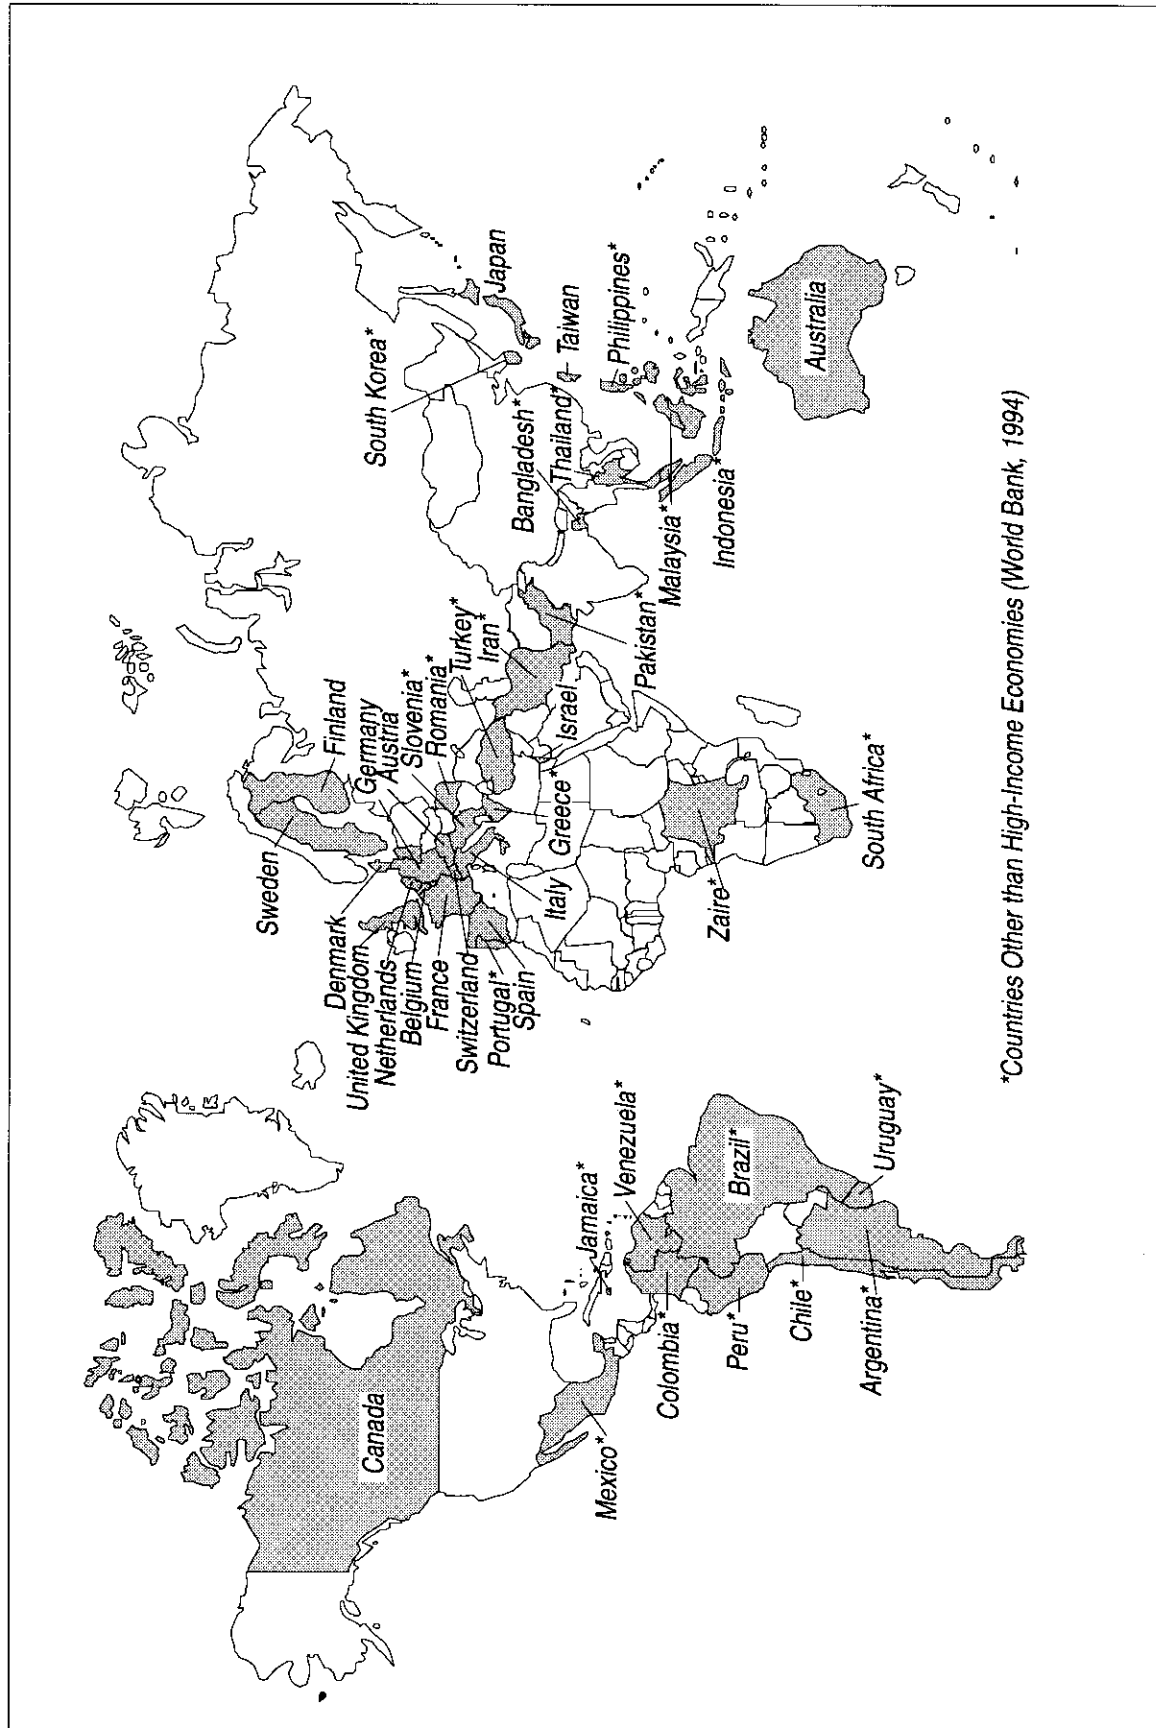 Canada
Mexico*
Jamaica*
Venezuela*
Colombia*
Brazil*
Peru*
Chile*
Argentina*
Uruguay*
Sweden
Finland
Denmark
United Kingdom
Netherlands
Belgium
France
Switzerland
Portugal*
Spain
Germany
Austria
Slovenia*
Romania*
Turkey*
Iran*
Italy
Greece*
Israel
Pakistan*
Zaire*
South Africa*
South Korea*
Japan
Bangladesh*
Thailand*
Taiwan
Philippines*
Malaysia*
Indonesia*
Australia
*Countries Other than High-Income Economies (World Bank, 1994)